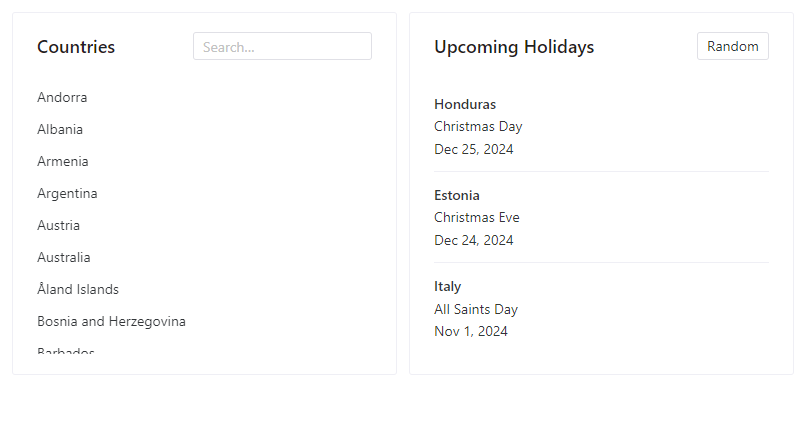 Countries
Search...
Andorra
Albania
Armenia
Argentina
Austria
Australia
Åland Islands
Bosnia and Herzegovina
Barbados
Upcoming Holidays
Random
Honduras
Christmas Day
Dec 25, 2024
Estonia
Christmas Eve
Dec 24, 2024
Italy
All Saints Day
Nov 1, 2024